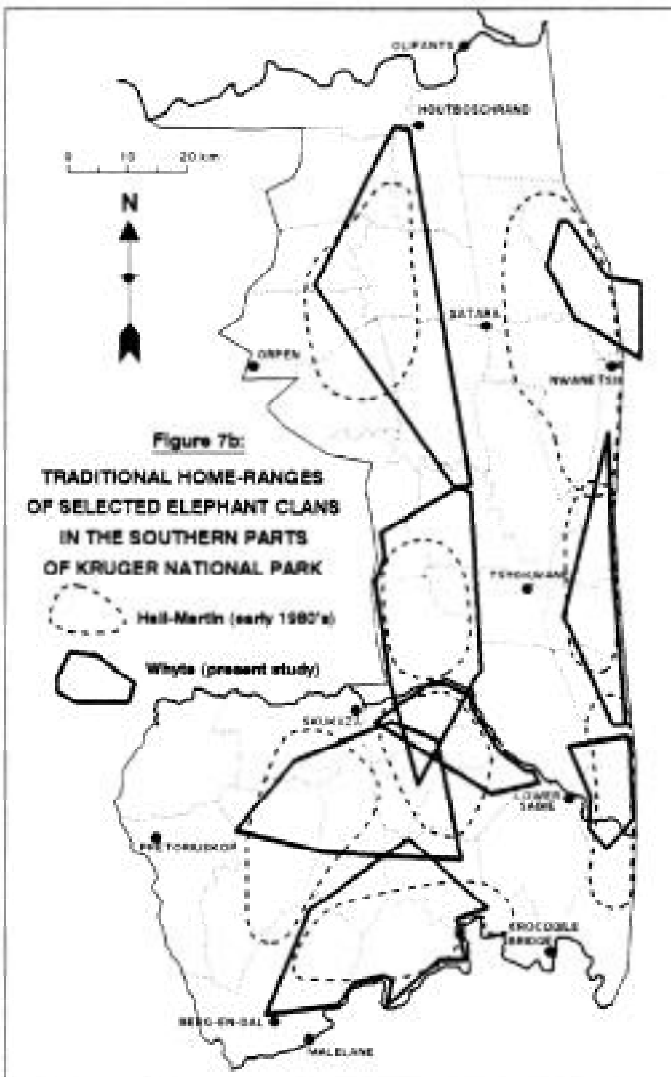 OLIFANTS
HOUTBOSCHRAND
0 10 20 km
N
SATARA
ORPEN
NWANETSI
Figure 7b:
TRADITIONAL HOME-RANGES
OF SELECTED ELEPHANT CLANS
IN THE SOUTHERN PARTS
OF KRUGER NATIONAL PARK
TSHOKWANE
Hall-Martin (early 1980's)
Whyte (present study)
SKUKUZA
LOWER
SABIE
PRETORIUSKOP
KROCODILE
BRIDGE
BERG-EN-DAL
MALELANE